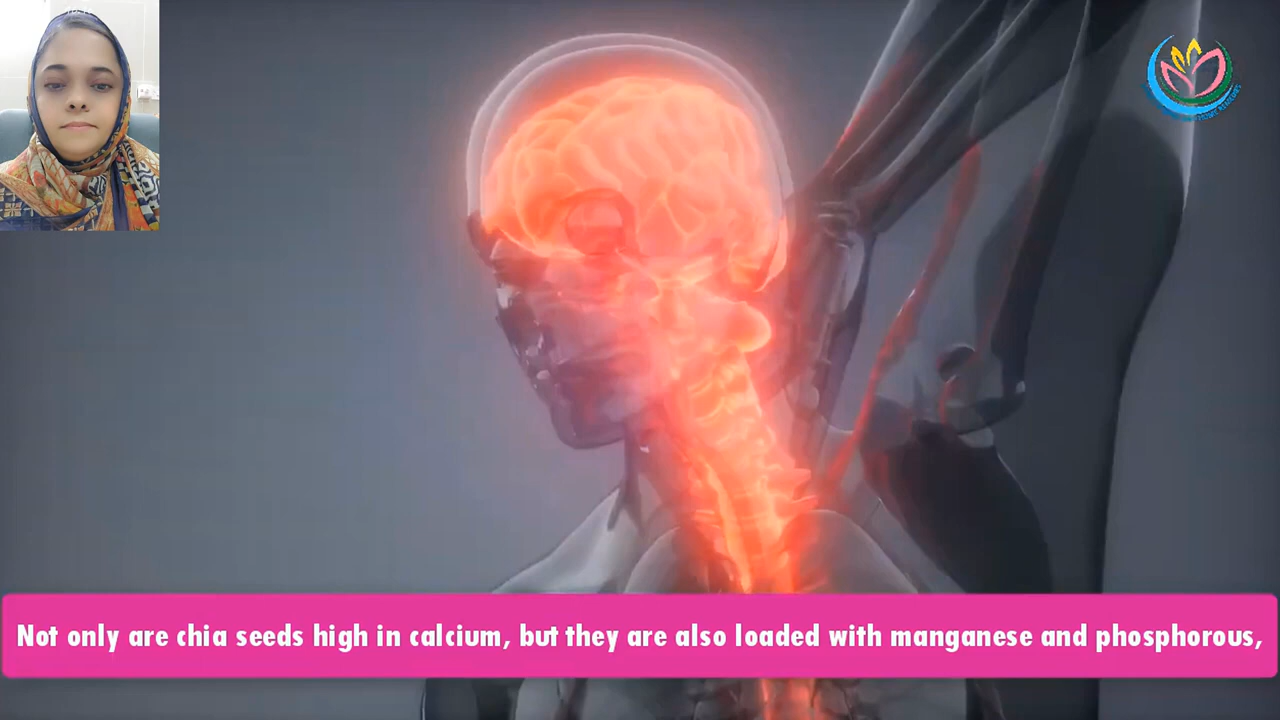 Not only are chia seeds high in calcium, but they are also loaded with manganese and phosphorous,